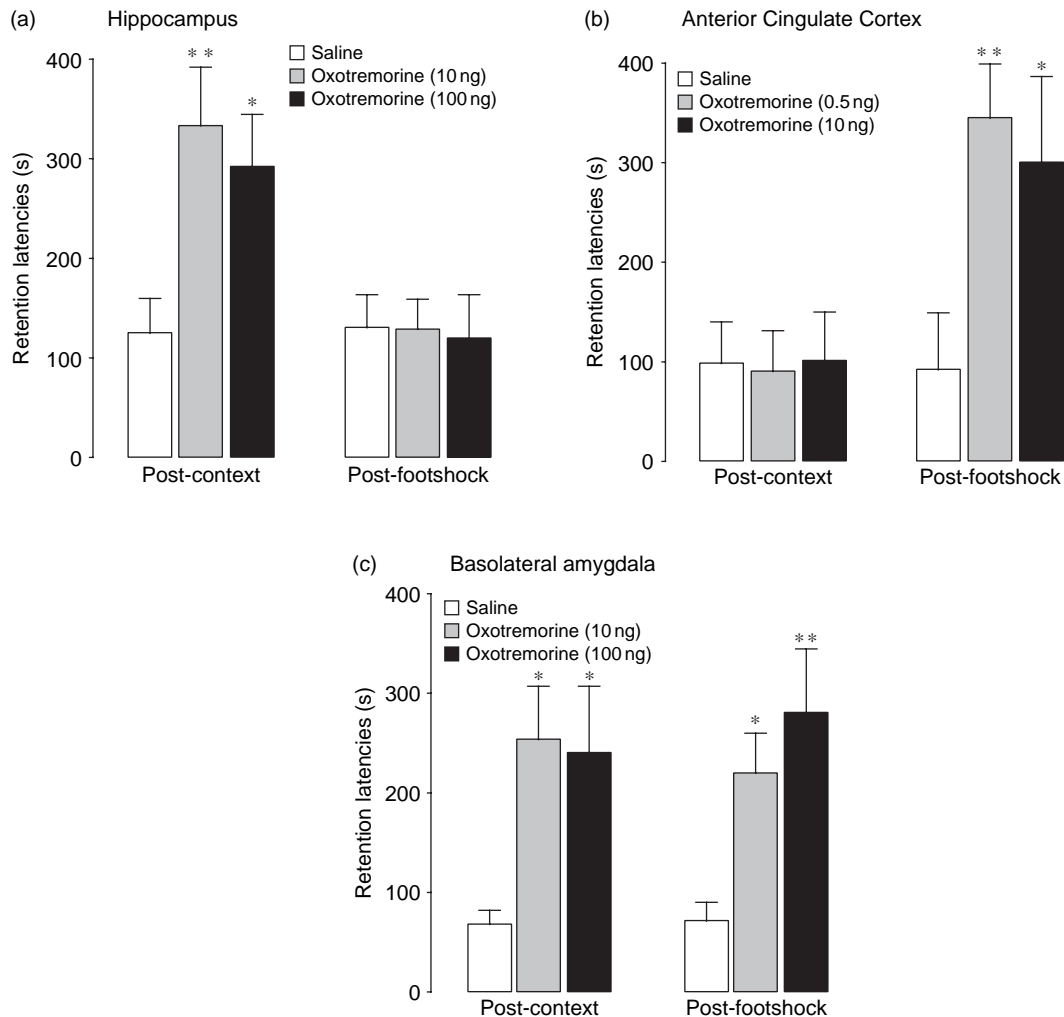 (a) Hippocampus
Saline
Oxotremorine (10 ng)
Oxotremorine (100 ng)
Retention latencies (s)
400
300
200
100
0
** *
Post-context Post-footshock
(b) Anterior Cingulate Cortex
Saline
Oxotremorine (0.5 ng)
Oxotremorine (10 ng)
Retention latencies (s)
400
300
200
100
0
** *
Post-context Post-footshock
(c) Basolateral amygdala
Saline
Oxotremorine (10 ng)
Oxotremorine (100 ng)
Retention latencies (s)
400
300
200
100
0
* * * **
Post-context Post-footshock